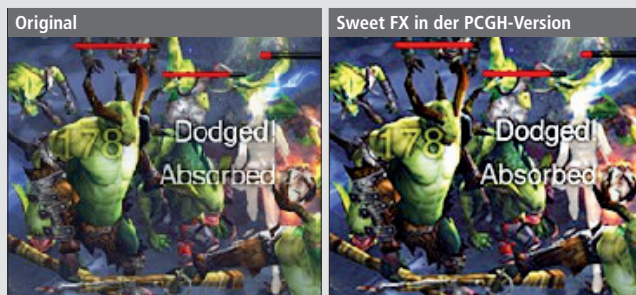 Original
Sweet FX in der PCGH-Version
178
Dodged!
Absorbed
178
Dodged!
Absorbed